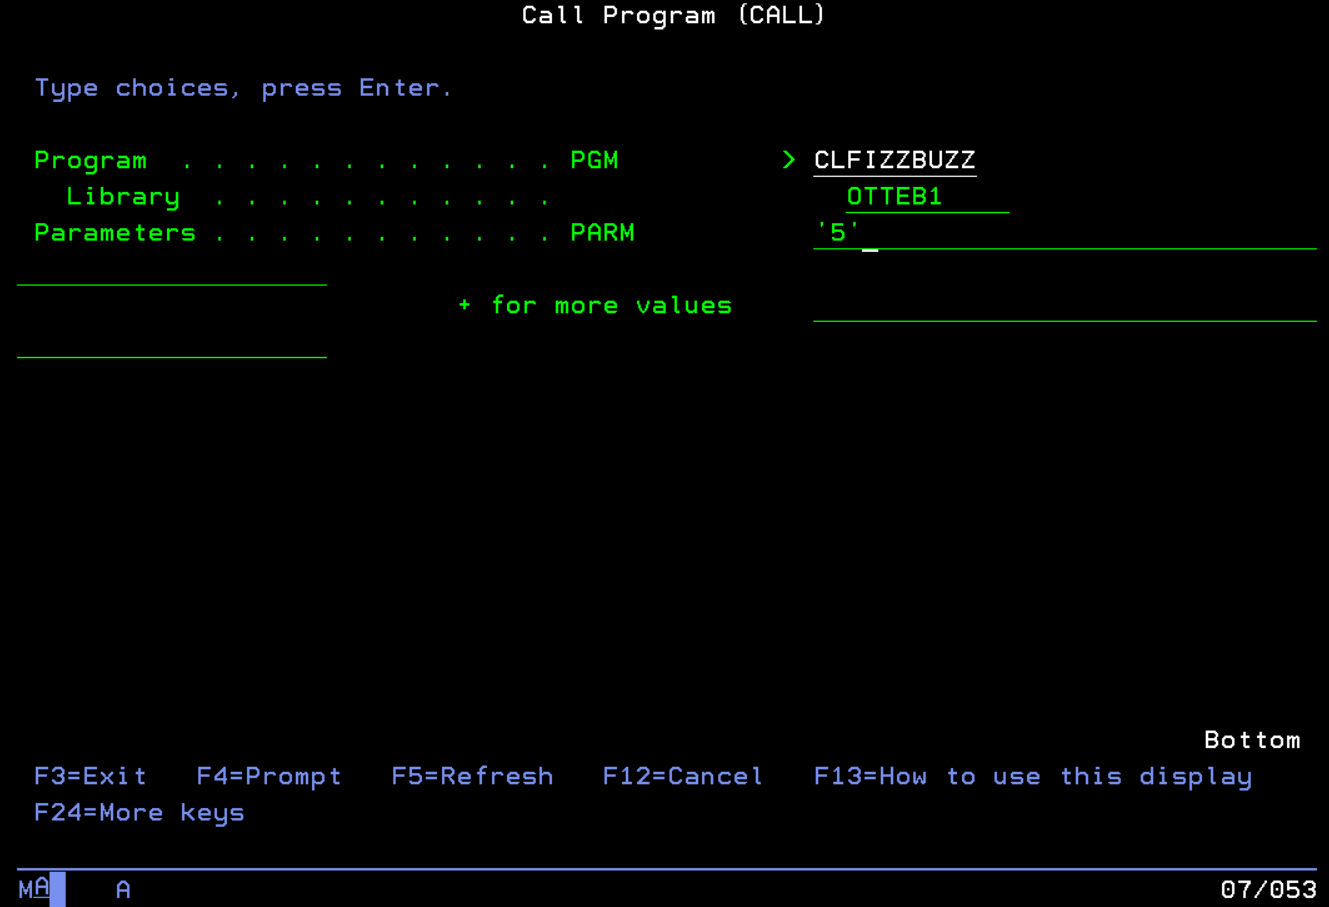 Call Program (CALL)
Type choices, press Enter.
Program . . . . . . . . . . . . PGM > CLFIZZBUZZ
Library . . . . . . . . . . . OTTEB1
Parameters . . . . . . . . . . . PARM '5'
+ for more values
Bottom
F3=Exit F4=Prompt F5=Refresh F12=Cancel F13=How to use this display
F24=More keys
MA A 07/053